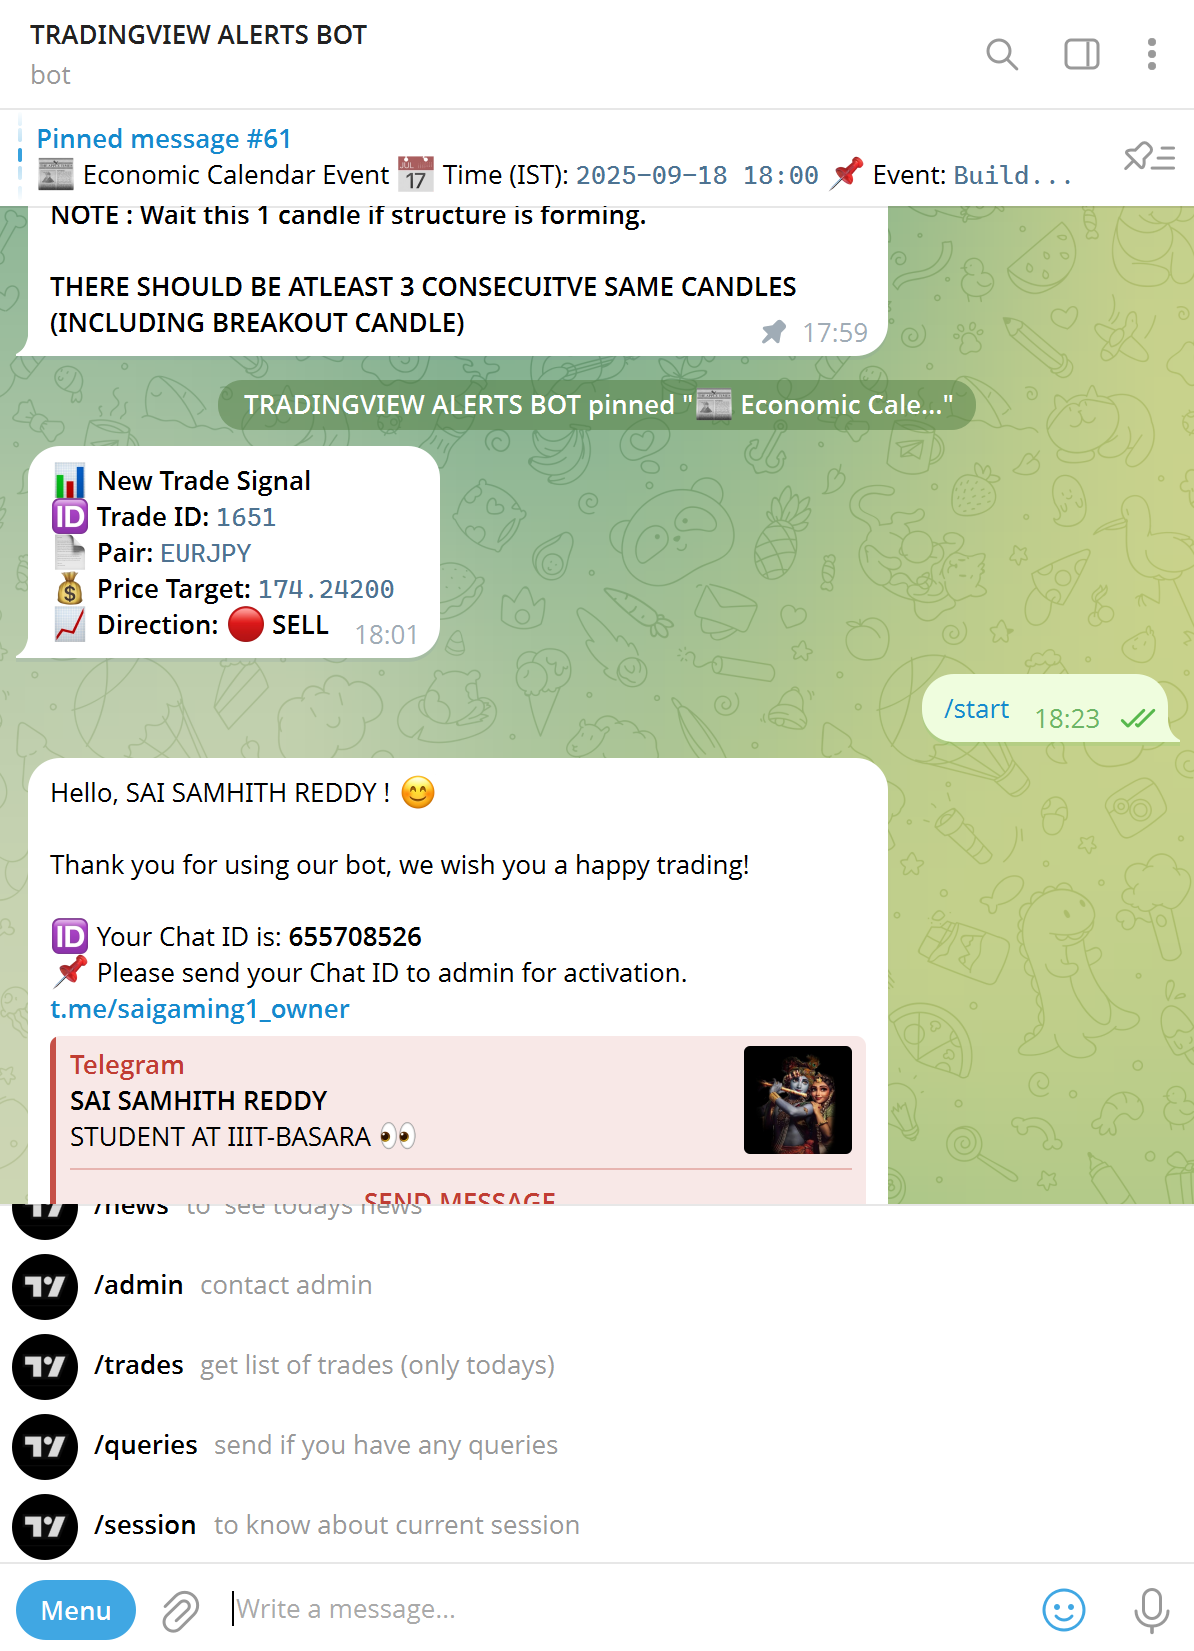 TRADINGVIEW ALERTS BOT
bot
Pinned message #61
📰 Economic Calendar Event 📅 Time (IST): 2025-09-18 18:00 📌 Event: Build...
NOTE : Wait this 1 candle if structure is forming.
THERE SHOULD BE ATLEAST 3 CONSECUITVE SAME CANDLES
(INCLUDING BREAKOUT CANDLE)
17:59
TRADINGVIEW ALERTS BOT pinned "📰 Economic Cale..."
📊 New Trade Signal
🆔 Trade ID: 1651
📄 Pair: EURJPY
💰 Price Target: 174.24200
📈 Direction: 🔴 SELL
18:01
/start 18:23
Hello, SAI SAMHITH REDDY ! 😊
Thank you for using our bot, we wish you a happy trading!
🆔 Your Chat ID is: 655708526
📌 Please send your Chat ID to admin for activation.
t.me/saigaming1_owner
Telegram
SAI SAMHITH REDDY
STUDENT AT IIIT-BASARA 👀
SEND MESSAGE
/news to see todays news
/admin contact admin
/trades get list of trades (only todays)
/queries send if you have any queries
/session to know about current session
Menu
Write a message...